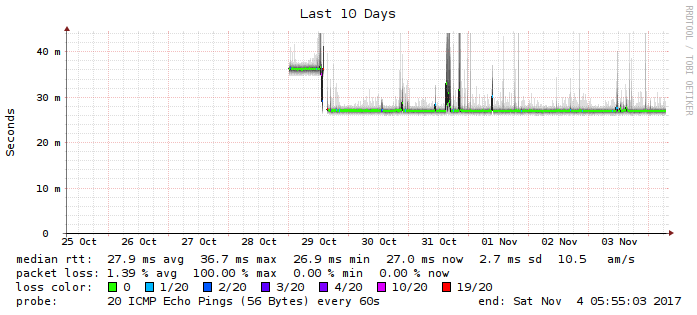 Last 10 Days
RRDTOOL / TOBI OETIKER
Seconds
40 m
30 m
20 m
10 m
0
25 Oct 26 Oct 27 Oct 28 Oct 29 Oct 30 Oct 31 Oct 01 Nov 02 Nov 03 Nov
median rtt: 27.9 ms avg 36.7 ms max 26.9 ms min 27.0 ms now 2.7 ms sd 10.5 am/s
packet loss: 1.39 % avg 100.00 % max 0.00 % min 0.00 % now
loss color: 0 1/20 2/20 3/20 4/20 10/20 19/20
probe: 20 ICMP Echo Pings (56 Bytes) every 60s end: Sat Nov 4 05:55:03 2017